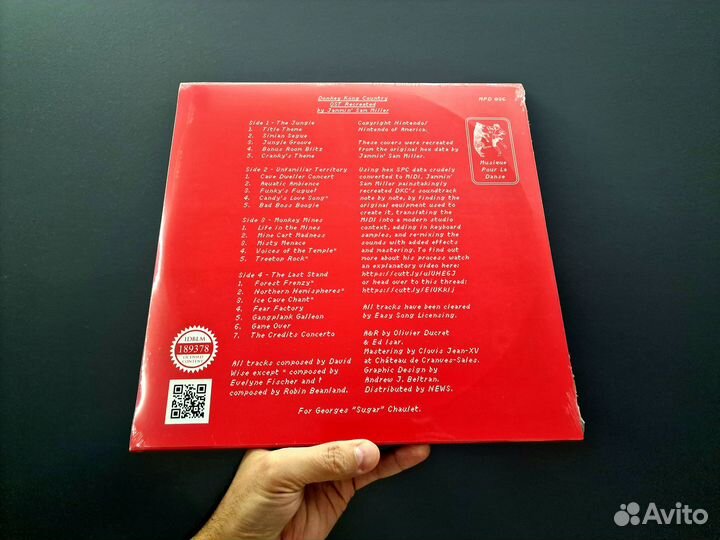 Donkey Kong Country
OST Recreated
by Jammin' Sam Miller
MPD 006
Side 1 - The Jungle
1. Title Theme
2. Simian Segue
3. Jungle Groove
4. Bonus Room Blitz
5. Cranky's Theme
Side 2 - Unfamiliar Territory
1. Cave Dweller Concert
2. Aquatic Ambience
3. Funky's Fugue†
4. Candy's Love Song*
5. Bad Boss Boogie
Side 3 - Monkey Mines
1. Life in the Mines
2. Mine Cart Madness
3. Misty Menace
4. Voices of the Temple*
5. Treetop Rock*
Side 4 - The Last Stand
1. Forest Frenzy*
2. Northern Hemispheres*
3. Ice Cave Chant*
4. Fear Factory
5. Gangplank Galleon
6. Game Over
7. The Credits Concerto
Copyright Nintendo/
Nintendo of America.
These covers were recreated
from the original hex data by
Jammin' Sam Miller.
Using hex SPC data crudely
converted to MIDI, Jammin'
Sam Miller painstakingly
recreated DKC's soundtrack
note by note, by finding the
original equipment used to
create it, translating the
MIDI into a modern studio
context, adding in keyboard
samples, and re-mixing the
sounds with added effects
and mastering. To find out
more about his process watch
an explanatory video here:
https://cutt.ly/uIUHE6J
or head over to this thread:
https://cutt.ly/EIUKRIj
All tracks have been cleared
by Easy Song Licensing.
A&R by Olivier Ducret
& Ed Isar.
Mastering by Clovis Jean-XV
at Château de Cranves-Sales.
Graphic Design by
Andrew J. Beltran.
Distributed by NEWS.
Musique
Pour La
Danse
189378
LICENSED
CONTENT
All tracks composed by David
Wise except * composed by
Evelyne Fischer and †
composed by Robin Beanland.
For Georges "Sugar" Chaulet.
Avito